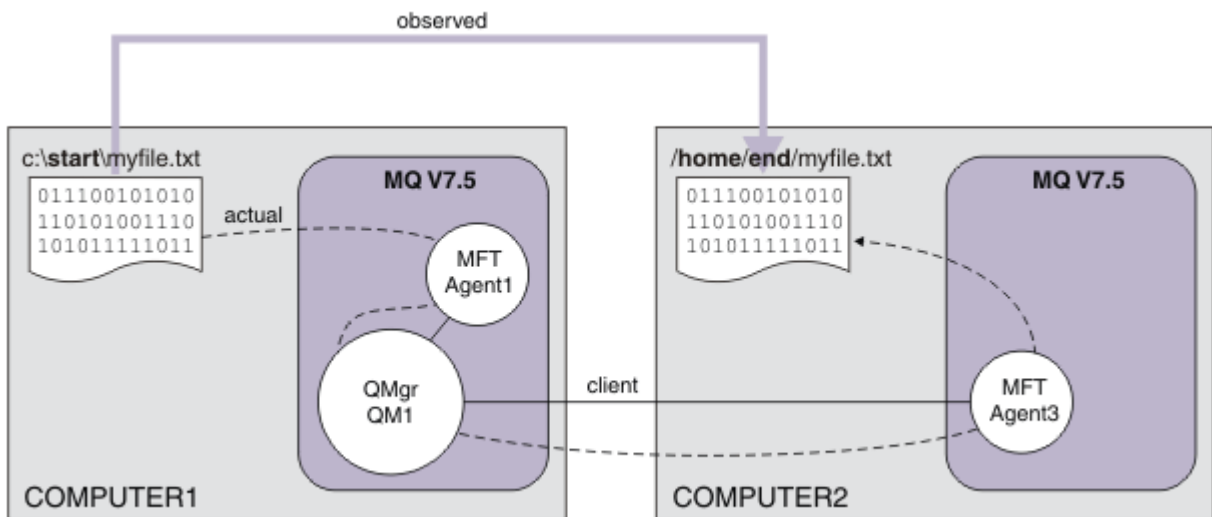 observed
c:\start\myfile.txt
011100101010
110101001110
101011111011
actual
MQ V7.5
MFT
Agent1
QMgr
QM1
COMPUTER1
client
/home/end/myfile.txt
011100101010
110101001110
101011111011
MQ V7.5
MFT
Agent3
COMPUTER2